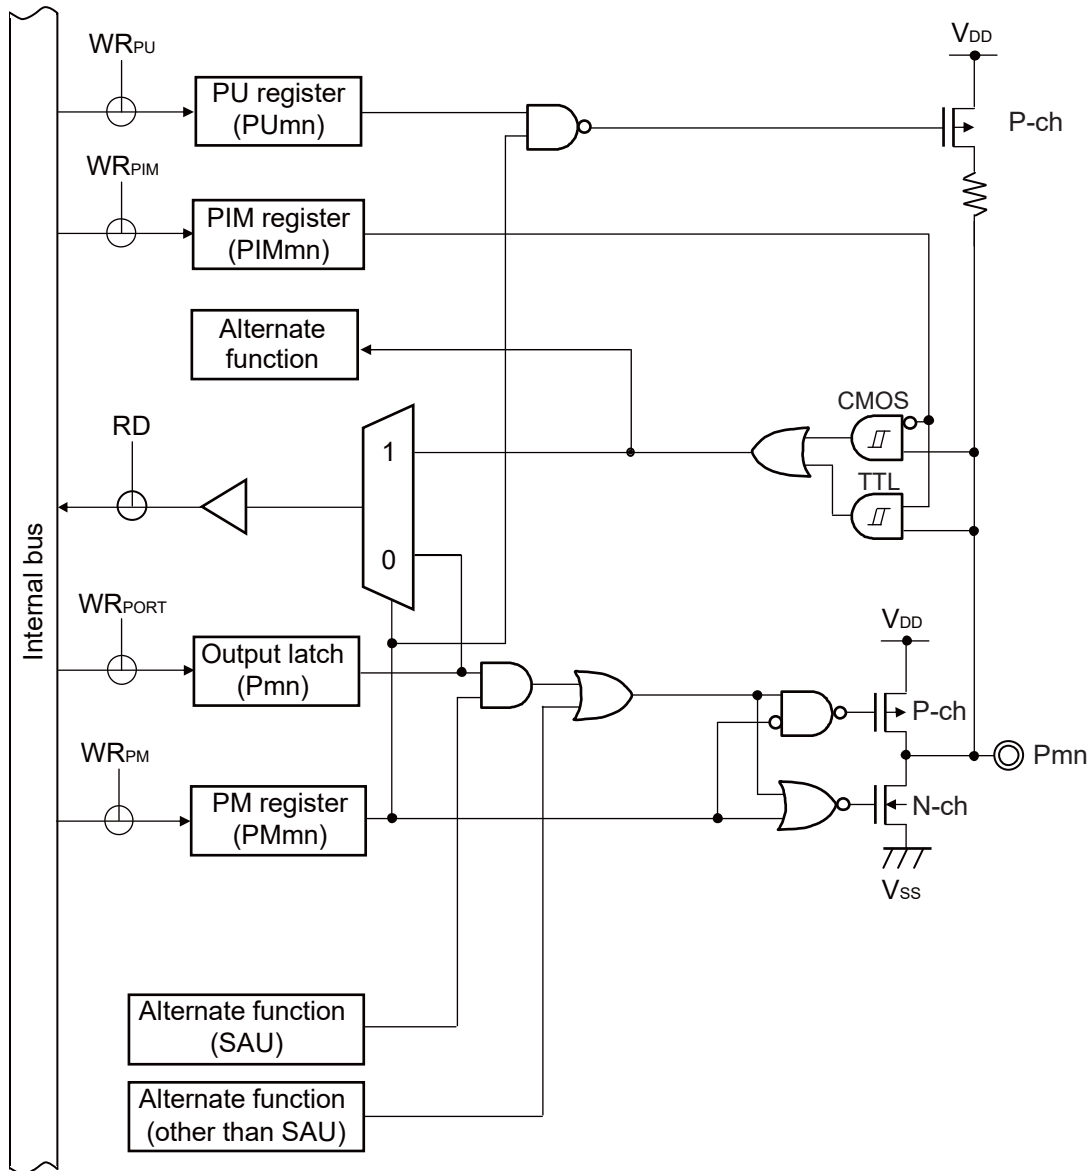 WRPU
VDD
PU register
(PUmn)
P-ch
WRPIM
PIM register
(PIMmn)
Alternate
function
CMOS
RD
1
TTL
0
Internal bus
WRPORT
VDD
Output latch
(Pmn)
P-ch
WRPM
Pmn
PM register
(PMmn)
N-ch
VSS
Alternate function
(SAU)
Alternate function
(other than SAU)